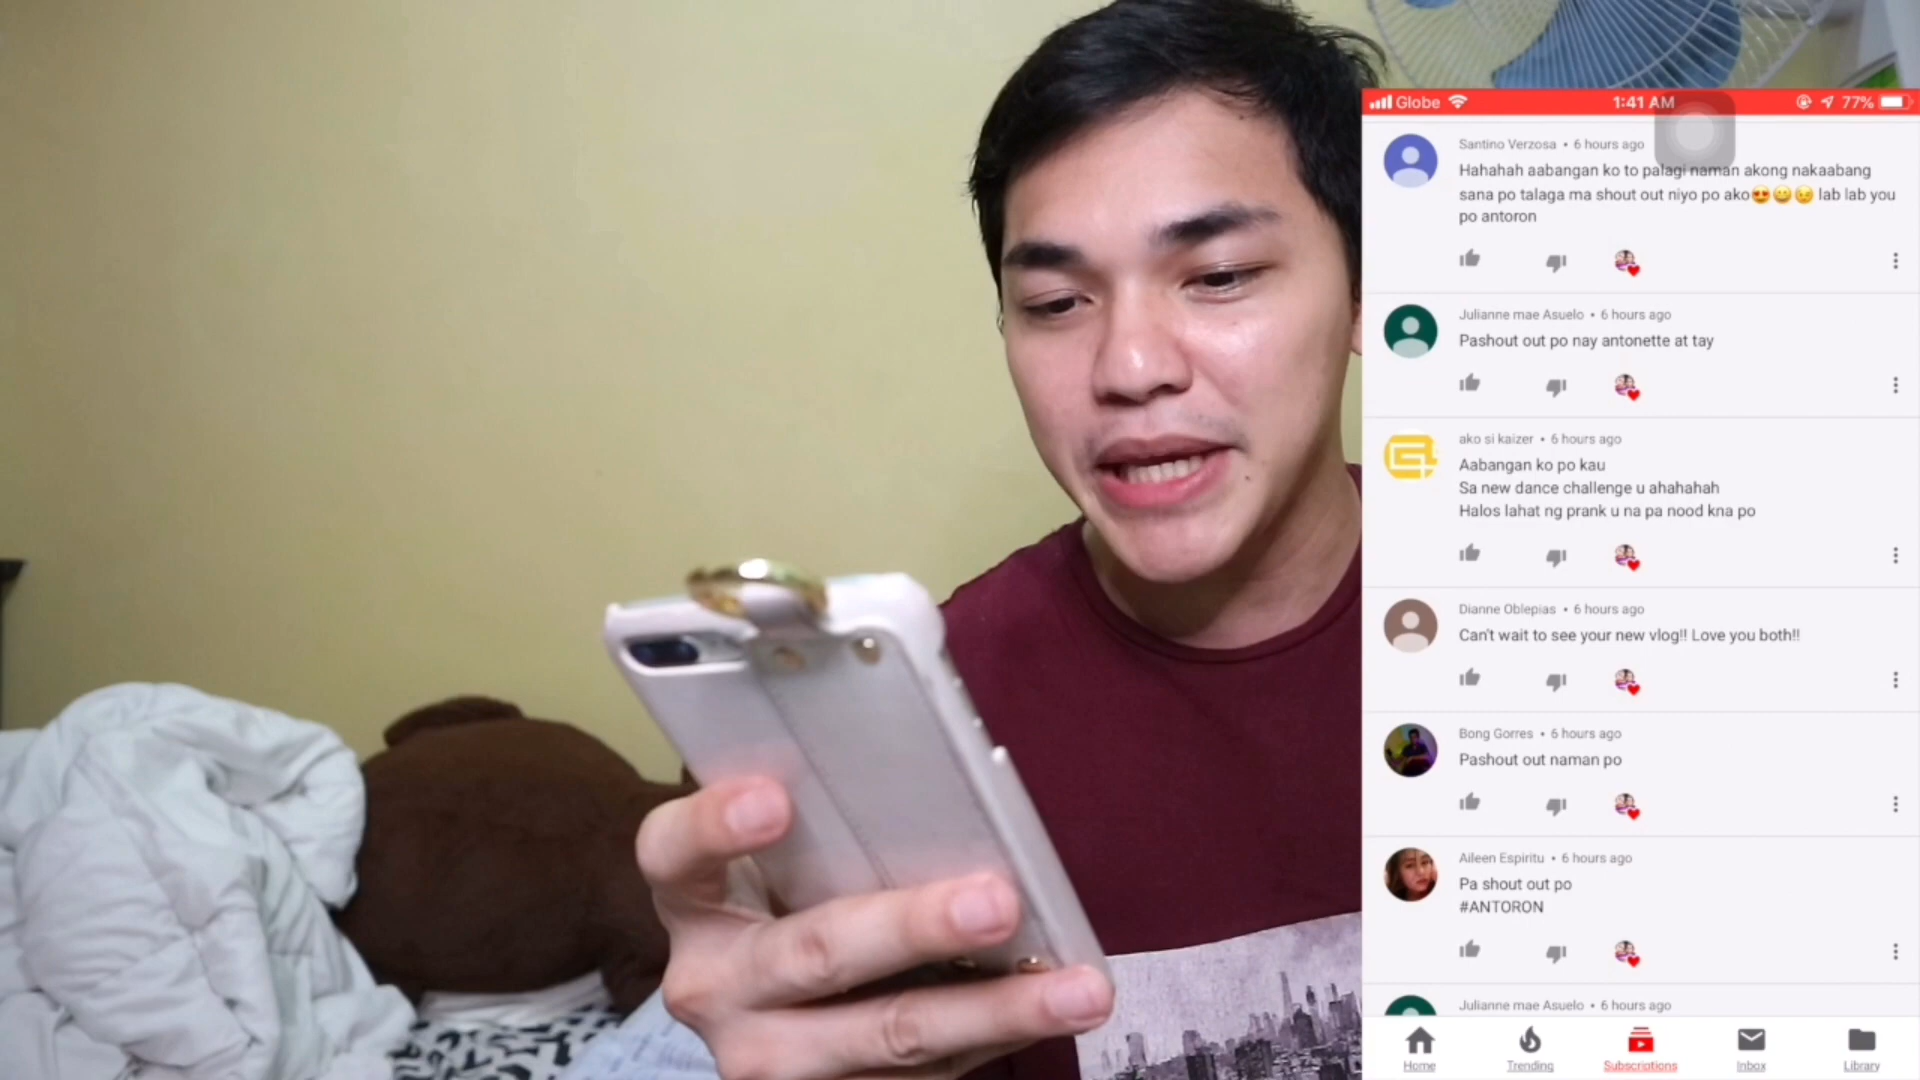 Globe 1:41 AM 77%
Santino Verzosa • 6 hours ago
Hahahah aabangan ko to palagi naman akong nakaabang
sana po talaga ma shout out niyo po ako😍😀😉 lab lab you
po antoron
Julianne mae Asuelo • 6 hours ago
Pashout out po nay antonette at tay
ako si kaizer • 6 hours ago
Aabangan ko po kau
Sa new dance challenge u ahahahah
Halos lahat ng prank u na pa nood kna po
Dianne Oblepias • 6 hours ago
Can't wait to see your new vlog!! Love you both!!
Bong Gorres • 6 hours ago
Pashout out naman po
Aileen Espiritu • 6 hours ago
Pa shout out po
#ANTORON
Julianne mae Asuelo • 6 hours ago
Home Trending Subscriptions Inbox Library